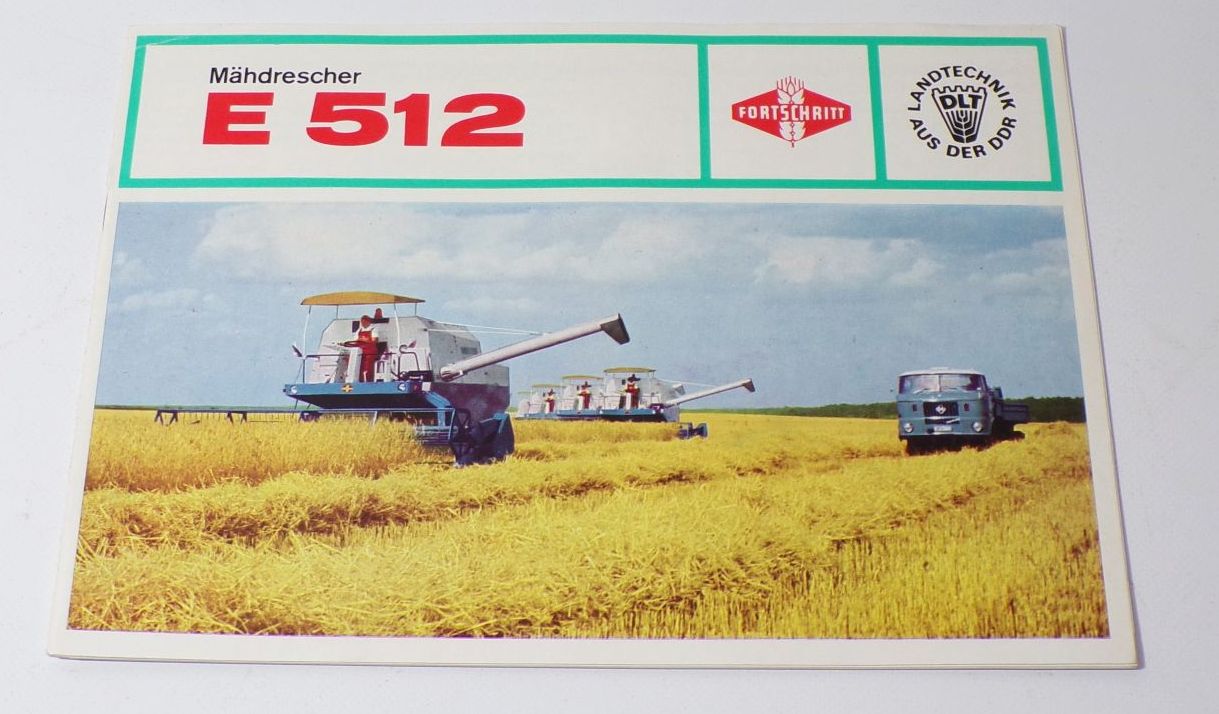 Mähdrescher
E 512
FORTSCHRITT
LANDTECHNIK
DLT
AUS DER DDR